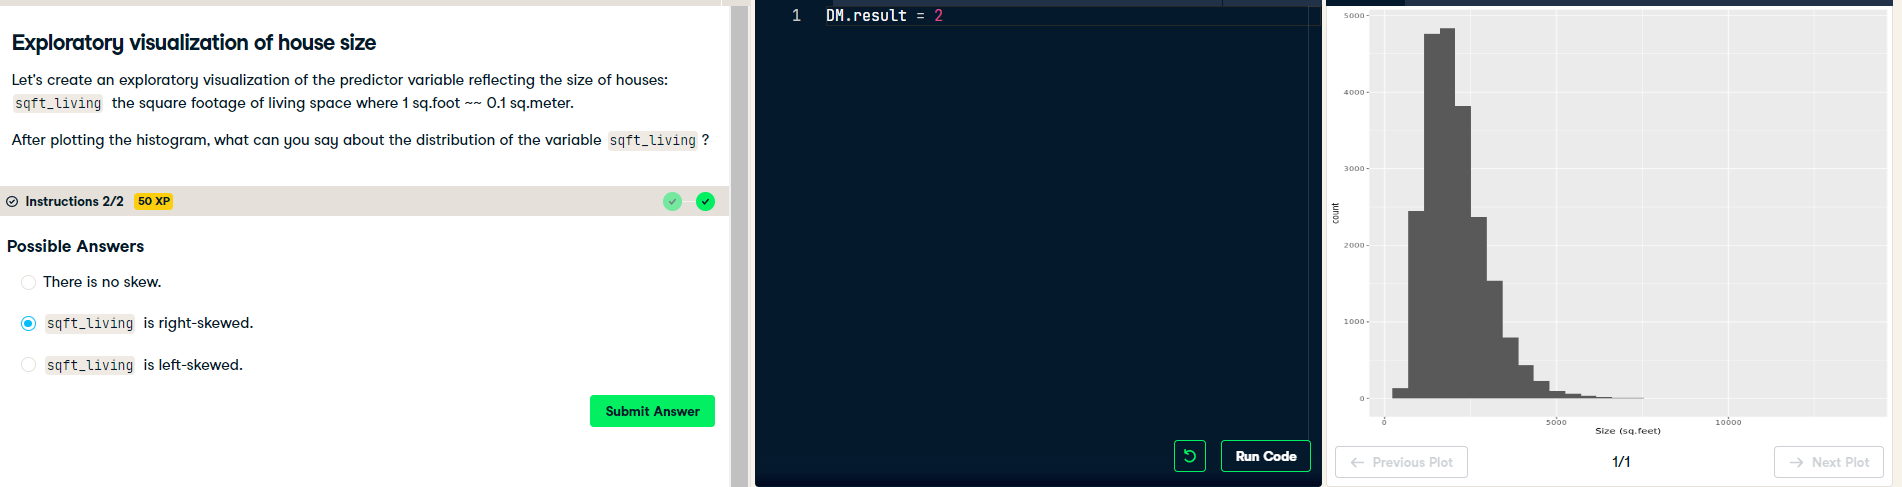 Exploratory visualization of house size
Let's create an exploratory visualization of the predictor variable reflecting the size of houses:
sqft_living the square footage of living space where 1 sq.foot ~~ 0.1 sq.meter.
After plotting the histogram, what can you say about the distribution of the variable sqft_living ?
Instructions 2/2 50 XP
Possible Answers
There is no skew.
sqft_living is right-skewed.
sqft_living is left-skewed.
Submit Answer
1 DM.result = 2
Run Code
5000
4000
3000
2000
1000
0
count
0 5000 10000
Size (sq.feet)
Previous Plot 1/1 Next Plot